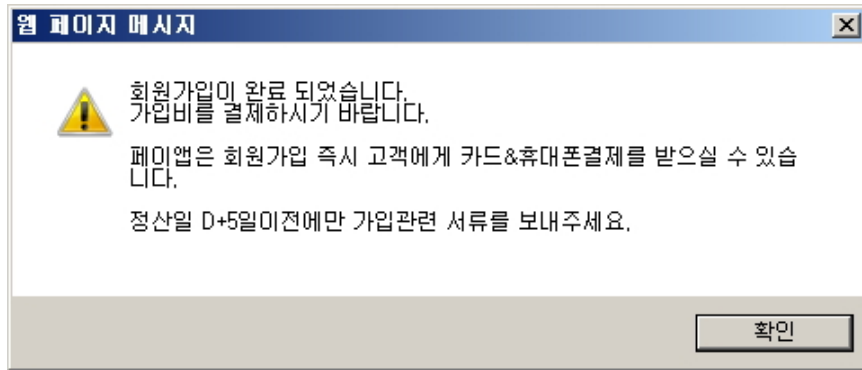 웹 페이지 메시지
회원가입이 완료 되었습니다.
가입비를 결제하시기 바랍니다.
페이앱은 회원가입 즉시 고객에게 카드&휴대폰결제를 받으실 수 있습
니다.
정산일 D+5일이전에만 가입관련 서류를 보내주세요.
확인